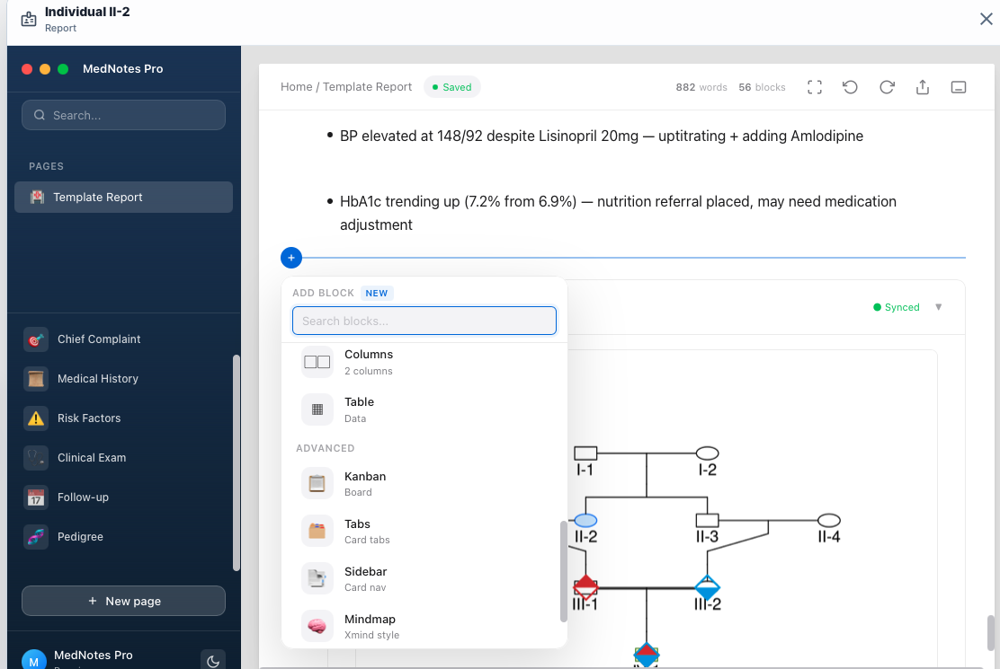 Individual II-2
Report
MedNotes Pro
Search...
PAGES
Template Report
Chief Complaint
Medical History
Risk Factors
Clinical Exam
17
Follow-up
Pedigree
+ New page
M
MedNotes Pro
Home / Template Report
Saved
882 words 56 blocks
• BP elevated at 148/92 despite Lisinopril 20mg — uptitrating + adding Amlodipine
• HbA1c trending up (7.2% from 6.9%) — nutrition referral placed, may need medication
adjustment
+
ADD BLOCK NEW
Search blocks...
Columns
2 columns
Table
Data
ADVANCED
Kanban
Board
Tabs
Card tabs
Sidebar
Card nav
Mindmap
Xmind style
Synced
I-1
I-2
II-2
II-3
II-4
III-1
III-2